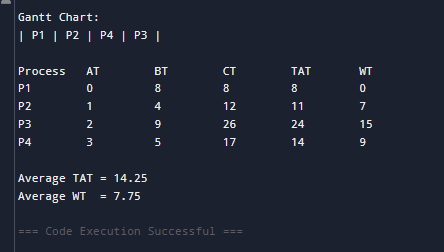 Gantt Chart:
| P1 | P2 | P4 | P3 |
Process AT BT CT TAT WT
P1 0 8 8 8 0
P2 1 4 12 11 7
P3 2 9 26 24 15
P4 3 5 17 14 9
Average TAT = 14.25
Average WT  = 7.75
=== Code Execution Successful ===